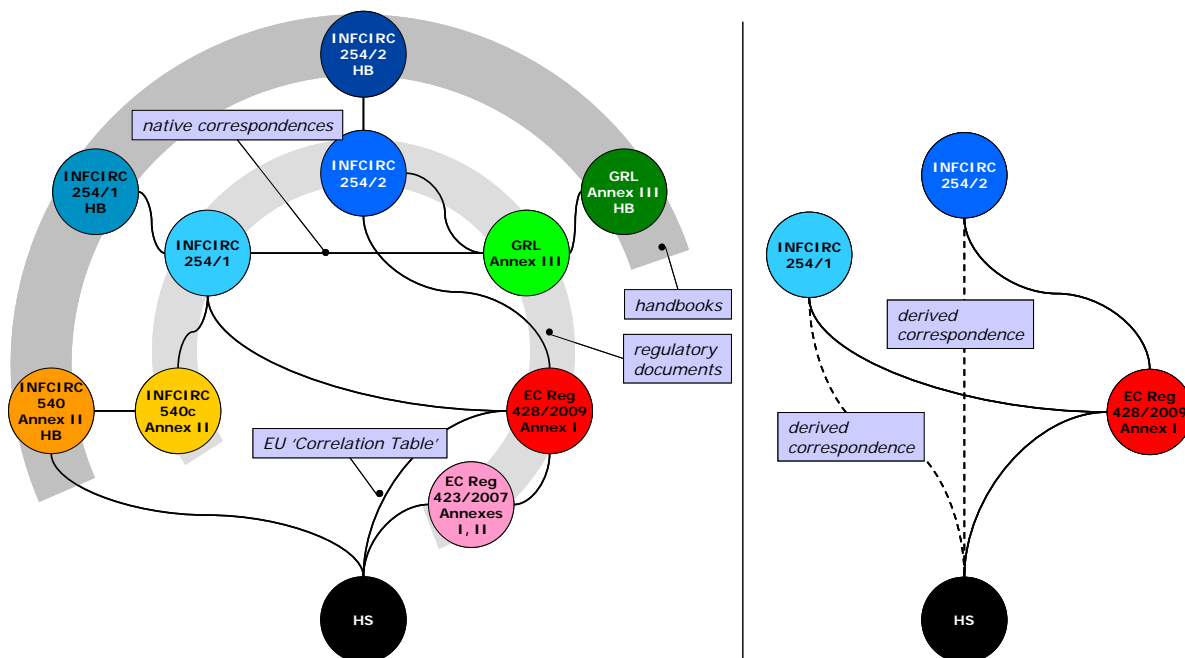 INFCIRC
254/2
HB
native correspondences
INFCIRC
254/2
INFCIRC
254/1
HB
GRL
Annex III
HB
INFCIRC
254/1
GRL
Annex III
handbooks
regulatory
documents
INFCIRC
540
Annex II
HB
INFCIRC
540c
Annex II
EC Reg
428/2009
Annex I
EU 'Correlation Table'
EC Reg
423/2007
Annexes
I, II
HS
INFCIRC
254/2
INFCIRC
254/1
derived
correspondence
EC Reg
428/2009
Annex I
derived
correspondence
HS